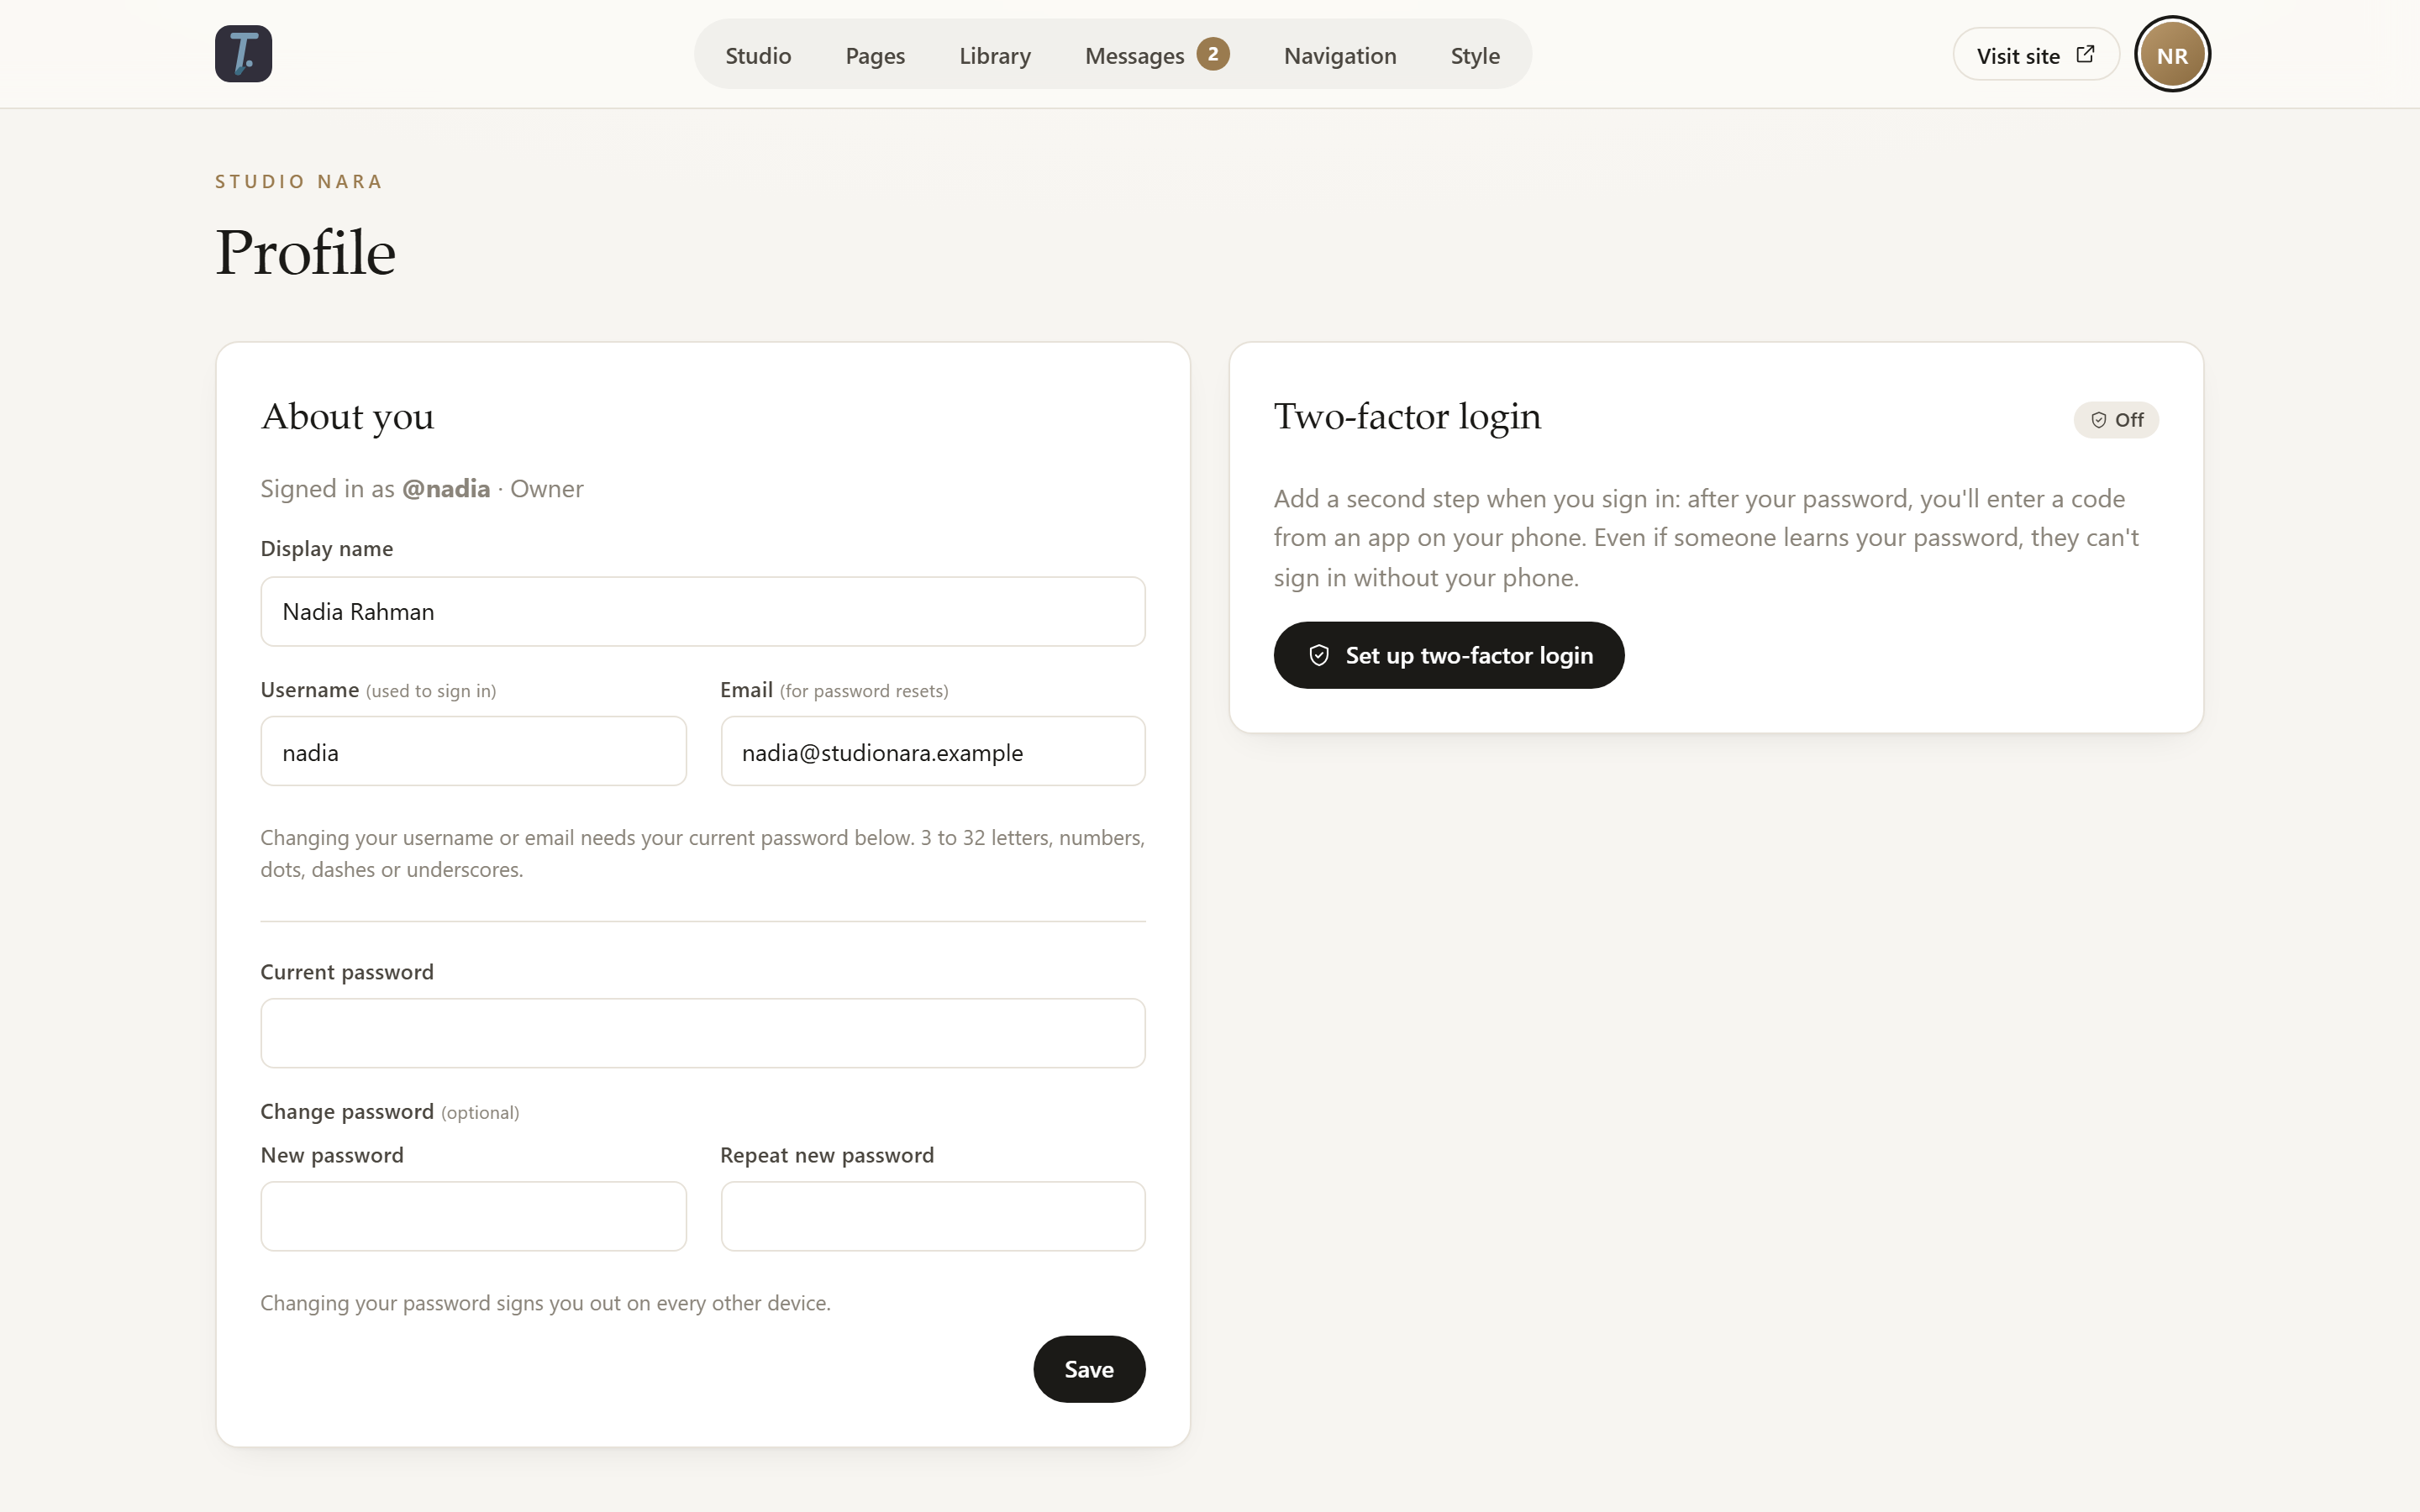 T.
Studio
Pages
Library
Messages 2
Navigation
Style
Visit site
NR
STUDIO NARA
Profile
About you
Signed in as @nadia · Owner
Display name
Nadia Rahman
Username (used to sign in)
nadia
Email (for password resets)
nadia@studionara.example
Changing your username or email needs your current password below. 3 to 32 letters, numbers,
dots, dashes or underscores.
Current password
Change password (optional)
New password
Repeat new password
Changing your password signs you out on every other device.
Save
Two-factor login
Off
Add a second step when you sign in: after your password, you'll enter a code
from an app on your phone. Even if someone learns your password, they can't
sign in without your phone.
Set up two-factor login